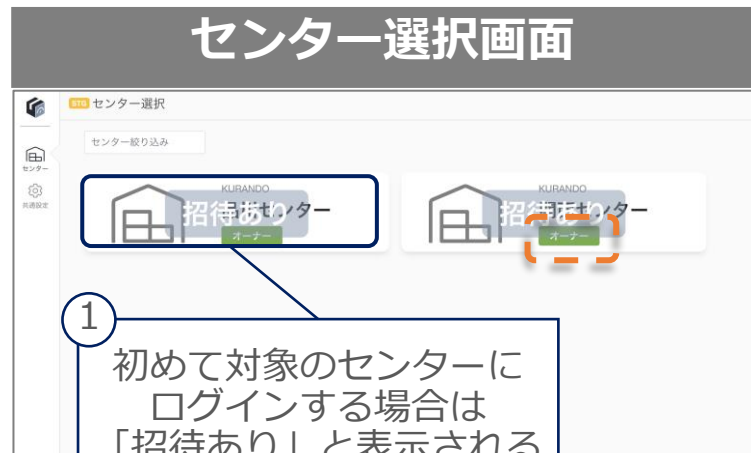 センター選択画面
STG センター選択
センター絞り込み
センター
共通設定
KURANDO
センター
招待あり
オーナー
KURANDO
センター
招待あり
オーナー
1
初めて対象のセンターに
ログインする場合は
「招待あり」と表示される